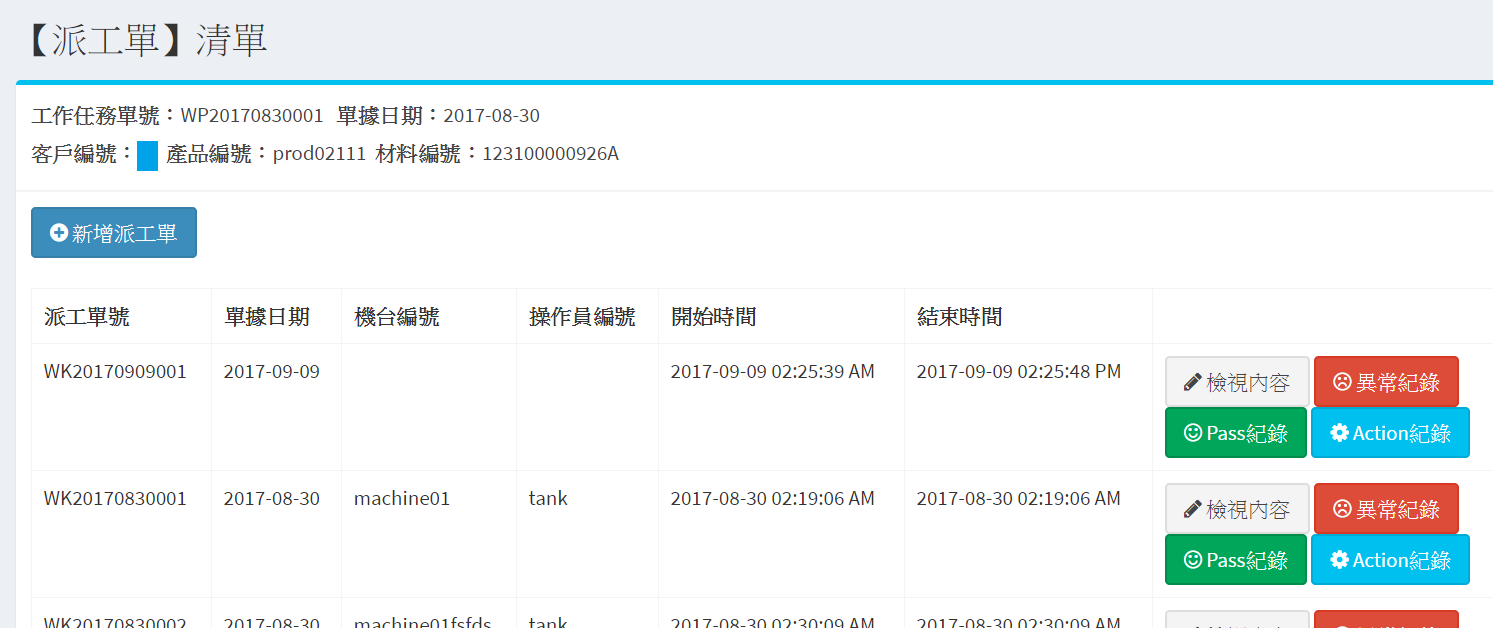 【派工單】清單
工作任務單號：WP20170830001 單據日期：2017-08-30
客戶編號： 產品編號：prod02111 材料編號：123100000926A
新增派工單
派工單號 單據日期 機台編號 操作員編號 開始時間 結束時間
WK20170909001 2017-09-09 2017-09-09 02:25:39 AM 2017-09-09 02:25:48 PM 檢視內容 異常紀錄
Pass紀錄 Action紀錄
WK20170830001 2017-08-30 machine01 tank 2017-08-30 02:19:06 AM 2017-08-30 02:19:06 AM 檢視內容 異常紀錄
Pass紀錄 Action紀錄
WK20170830002 2017-08-30 machine01fsfds tank 2017-08-30 02:30:09 AM 2017-08-30 02:30:09 AM